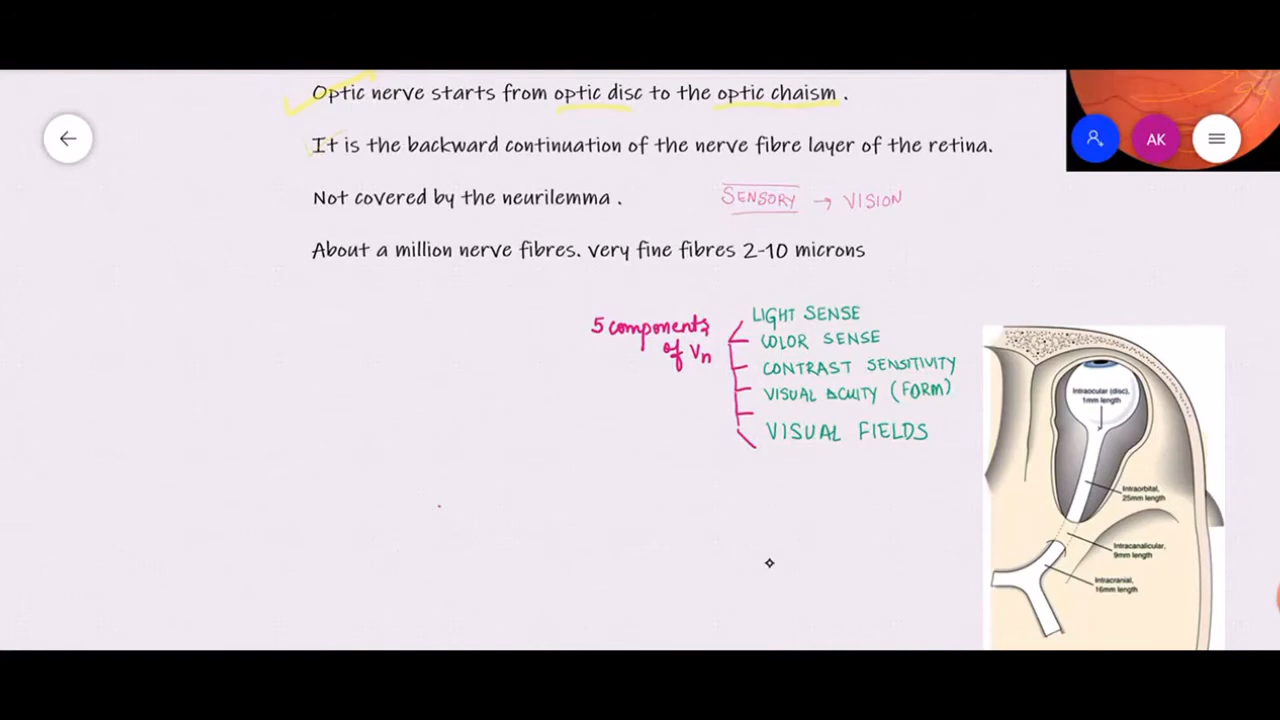 Optic nerve starts from optic disc to the optic chaism .
It is the backward continuation of the nerve fibre layer of the retina.
AK
Not covered by the neurilemma .
SENSORY → VISION
About a million nerve fibres. very fine fibres 2-10 microns
5 components of Vn
LIGHT SENSE
COLOR SENSE
CONTRAST SENSITIVITY
VISUAL ACUITY (FORM)
VISUAL FIELDS
Intraocular (disc),
1mm length
Intraorbital,
25mm length
Intracanalicular,
9mm length
Intracranial,
16mm length